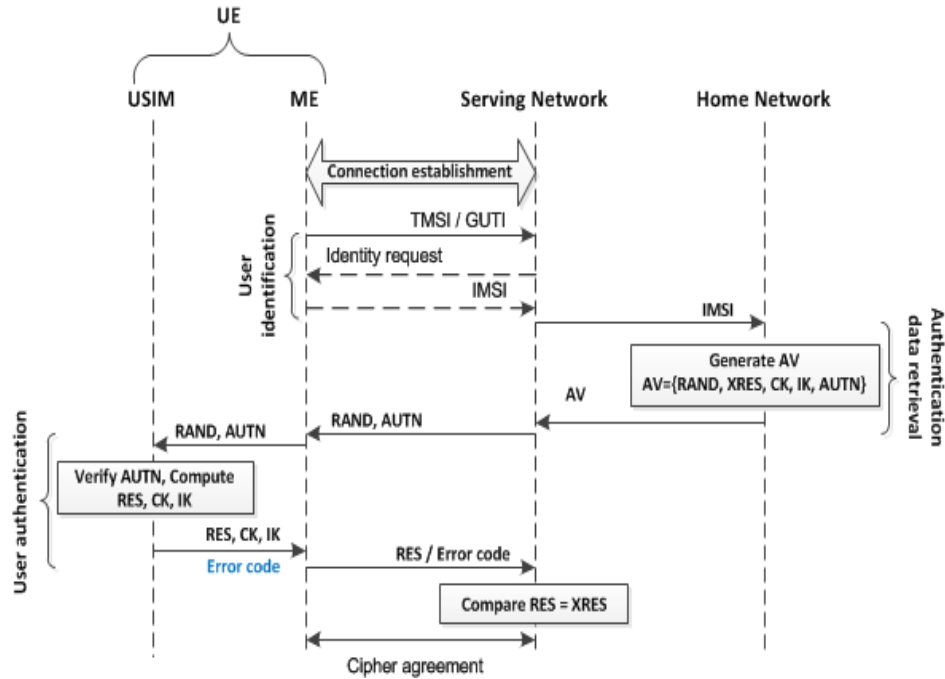 UE
USIM
ME
Serving Network
Home Network
Connection establishment
TMSI / GUTI
User
identification
Identity request
IMSI
IMSI
Authentication
data retrieval
Generate AV
AV={RAND, XRES, CK, IK, AUTN}
AV
RAND, AUTN
RAND, AUTN
User authentication
Verify AUTN, Compute
RES, CK, IK
RES, CK, IK
Error code
RES / Error code
Compare RES = XRES
Cipher agreement